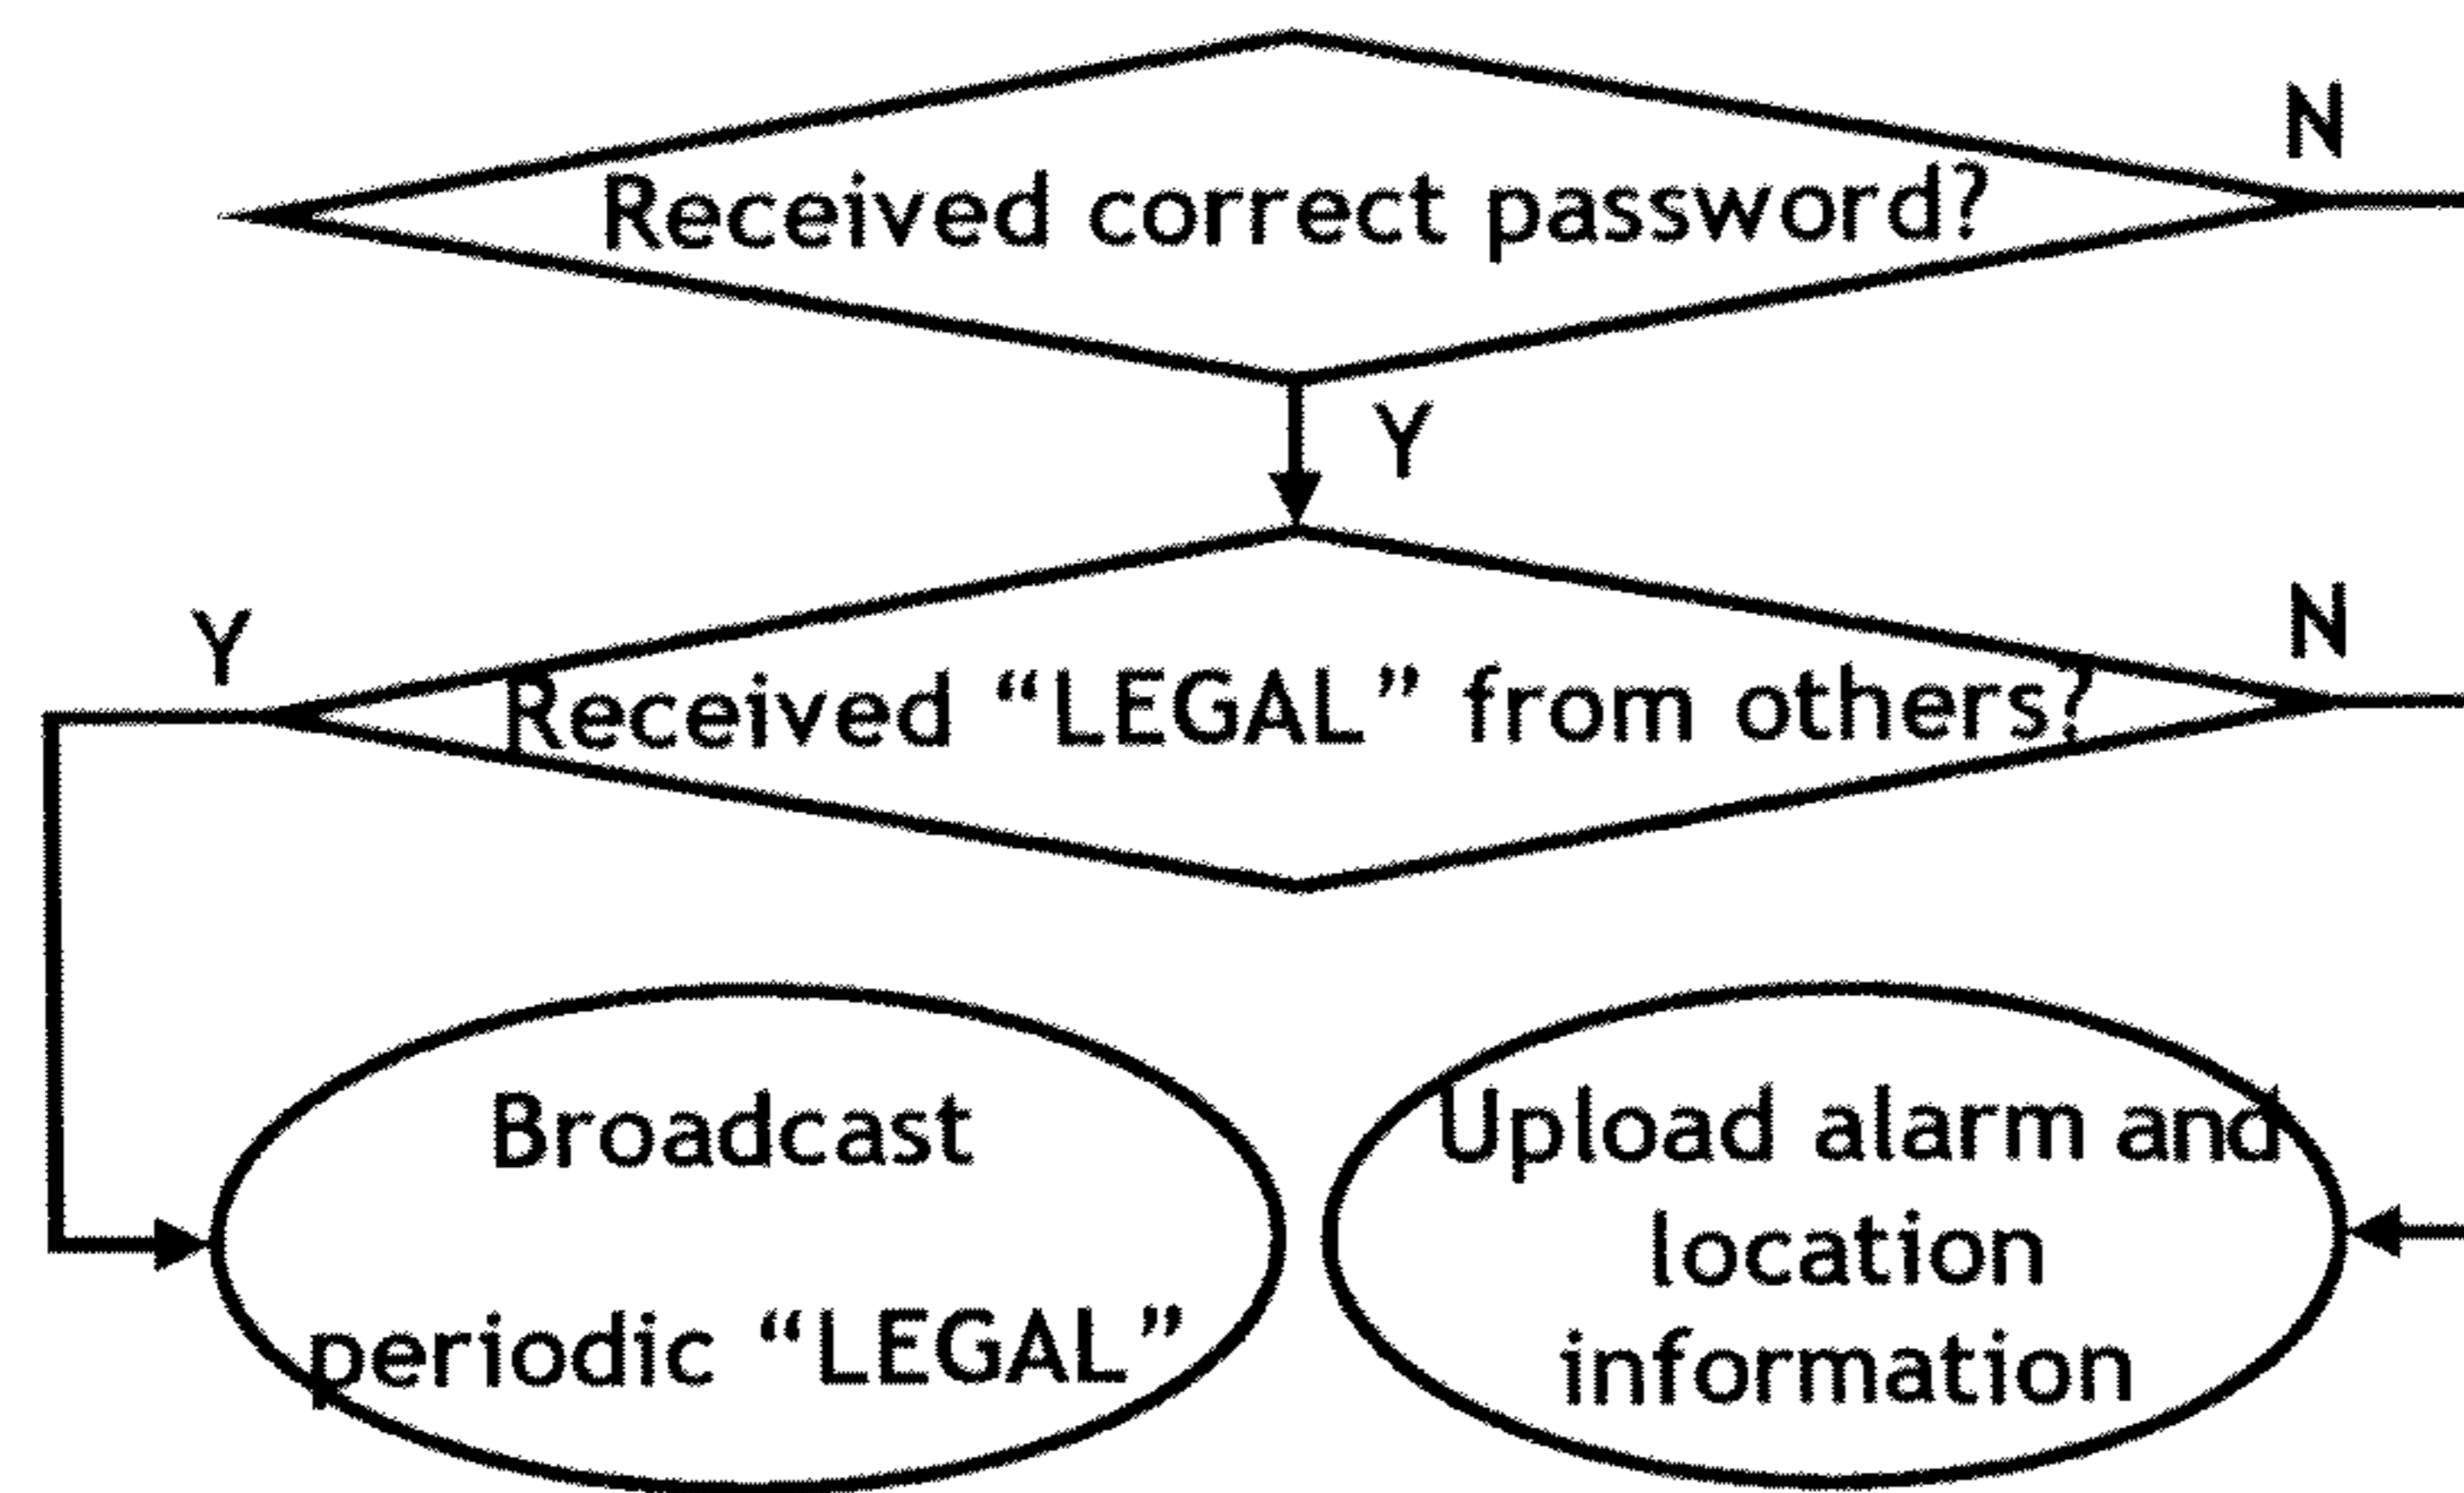 N
Received correct password?
Y
Y
N
Received “LEGAL” from others?
Broadcast
periodic “LEGAL”
Upload alarm and
location
information